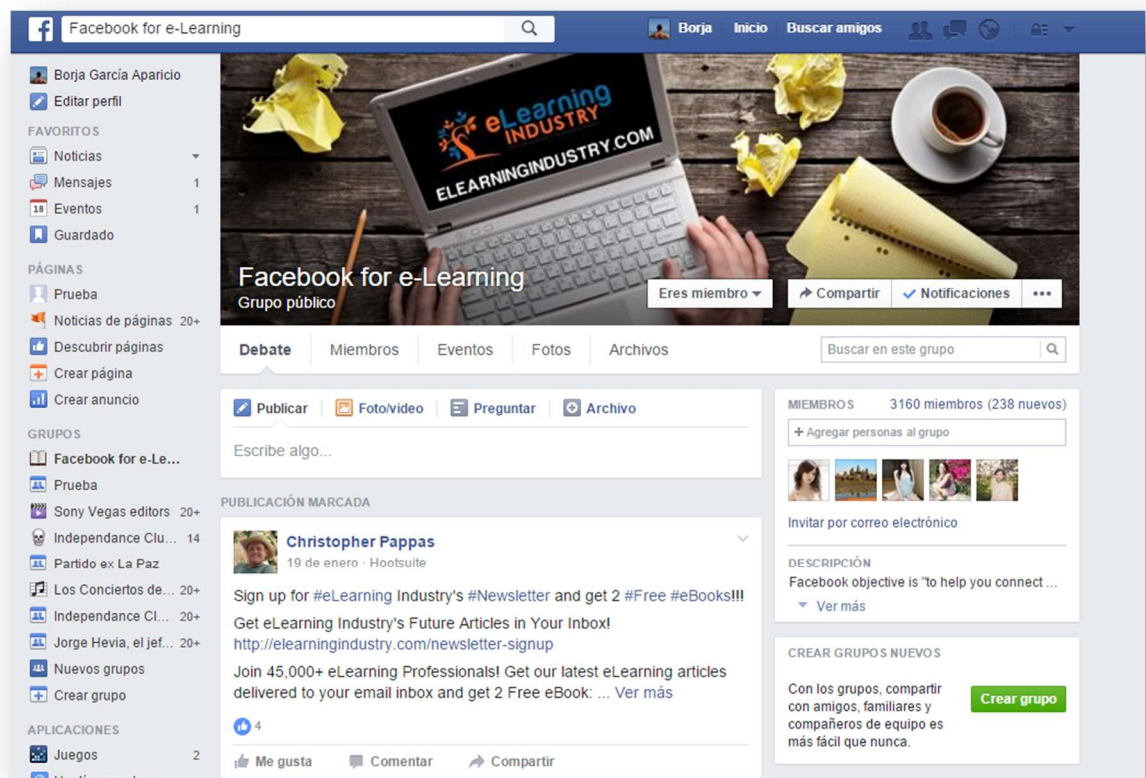 Facebook for e-Learning
Borja Inicio Buscar amigos
Borja García Aparicio
Editar perfil
FAVORITOS
Noticias
Mensajes 1
18 Eventos 1
Guardado
PÁGINAS
Prueba
Noticias de páginas 20+
Descubrir páginas
Crear página
Crear anuncio
GRUPOS
Facebook for e-Le...
Prueba
Sony Vegas editors 20+
Independance Clu... 14
Partido ex La Paz
Los Conciertos de... 20+
Independance Cl... 20+
Jorge Hevia, el jef... 20+
Nuevos grupos
Crear grupo
APLICACIONES
Juegos 2
eLearning
INDUSTRY
ELEARNINGINDUSTRY.COM
Facebook for e-Learning
Grupo público
Eres miembro Compartir Notificaciones
Debate Miembros Eventos Fotos Archivos Buscar en este grupo
Publicar Foto/video Preguntar Archivo
Escribe algo...
PUBLICACIÓN MARCADA
Christopher Pappas
19 de enero · Hootsuite
Sign up for #eLearning Industry's #Newsletter and get 2 #Free #eBooks!!!
Get eLearning Industry's Future Articles in Your Inbox!
http://elearningindustry.com/newsletter-signup
Join 45,000+ eLearning Professionals! Get our latest eLearning articles
delivered to your email inbox and get 2 Free eBook: ... Ver más
4
Me gusta Comentar Compartir
MIEMBROS 3160 miembros (238 nuevos)
+ Agregar personas al grupo
Invitar por correo electrónico
DESCRIPCIÓN
Facebook objective is "to help you connect ...
Ver más
CREAR GRUPOS NUEVOS
Con los grupos, compartir
con amigos, familiares y
compañeros de equipo es
más fácil que nunca.
Crear grupo